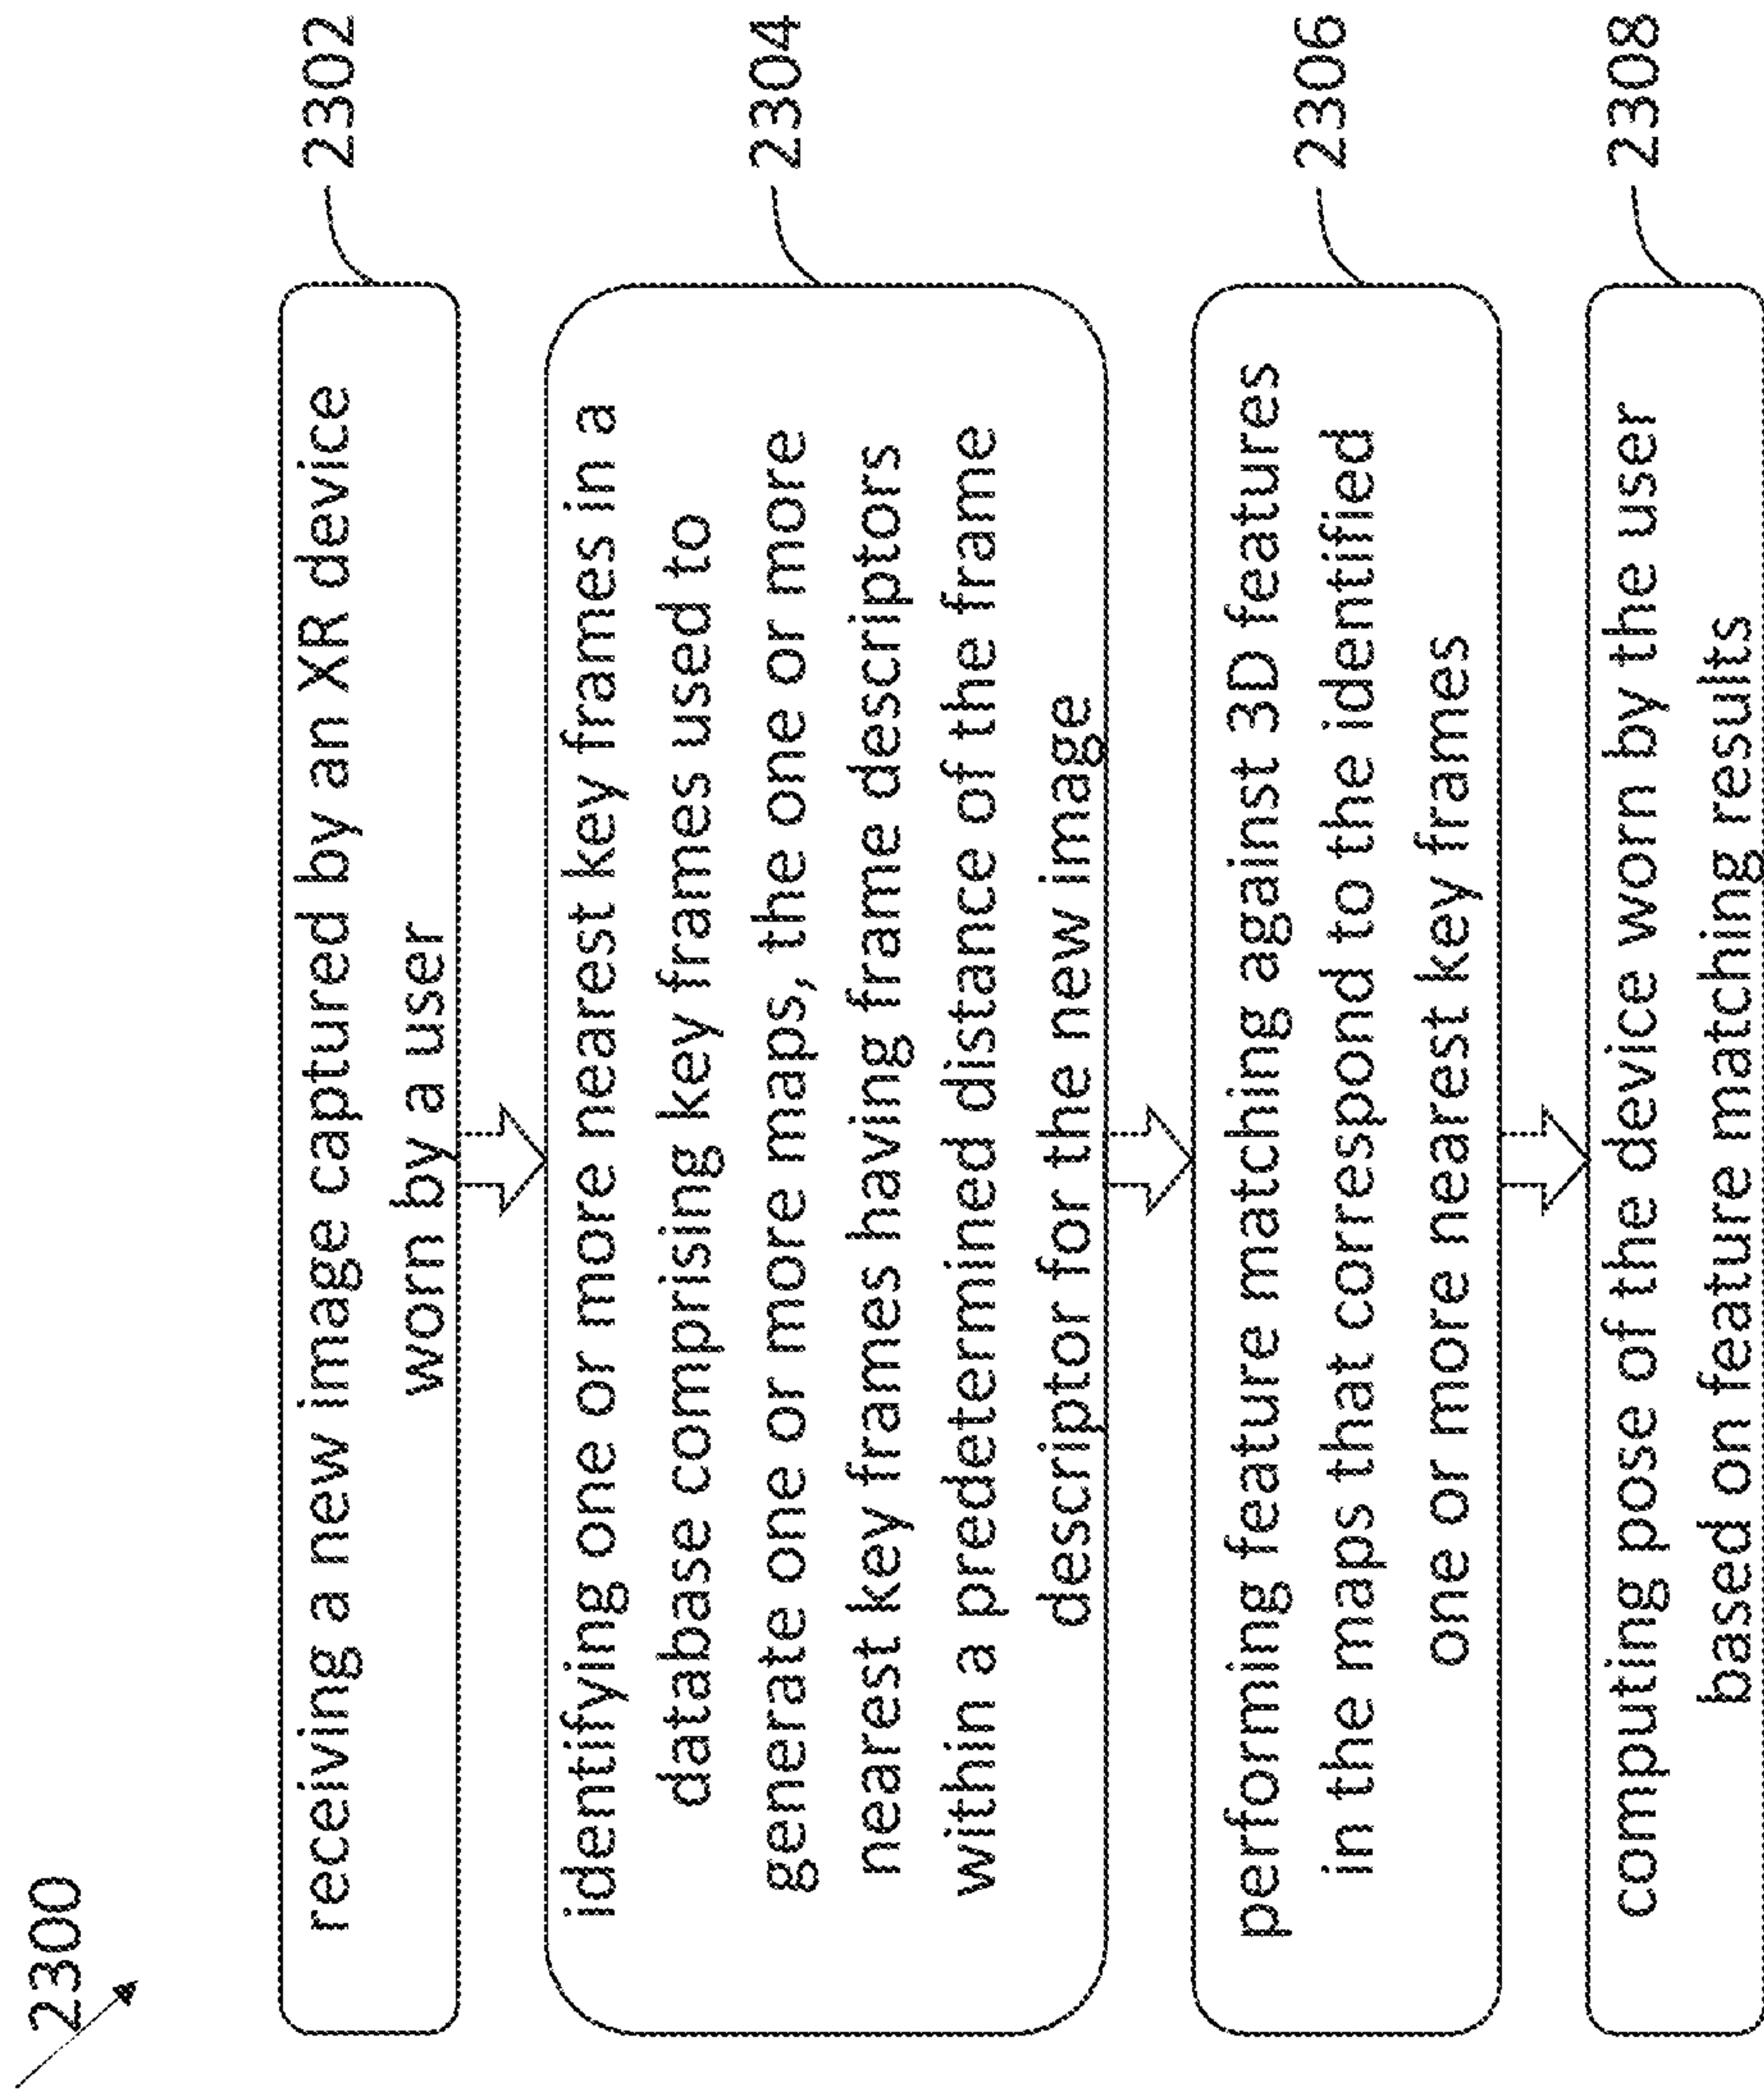 2300
receiving a new image captured by an XR device
worn by a user
2302
identifying one or more nearest key frames in a
database comprising key frames used to
generate one or more maps, the one or more
nearest key frames having frame descriptors
within a predetermined distance of the frame
descriptor for the new image
2304
performing feature matching against 3D features
in the maps that correspond to the identified
one or more nearest key frames
2306
computing pose of the device worn by the user
based on feature matching results
2308